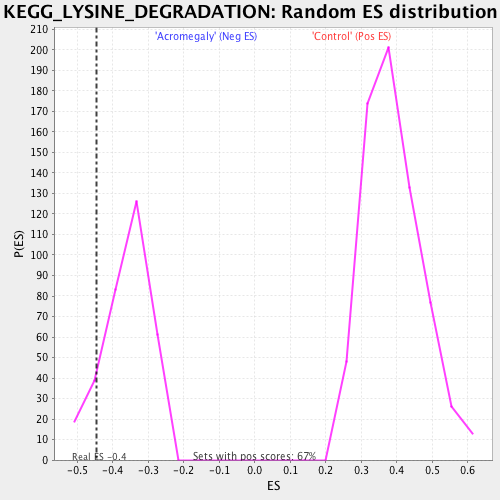 KEGG_LYSINE_DEGRADATION: Random ES distribution
'Acromegaly' (Neg ES)
'Control' (Pos ES)
210
200
190
180
170
160
150
140
130
120
110
100
90
80
70
60
50
40
30
20
10
0
P(ES)
Real ES -0.4
Sets with pos scores: 67%
-0.5 -0.4 -0.3 -0.2 -0.1 0.0 0.1 0.2 0.3 0.4 0.5 0.6
ES